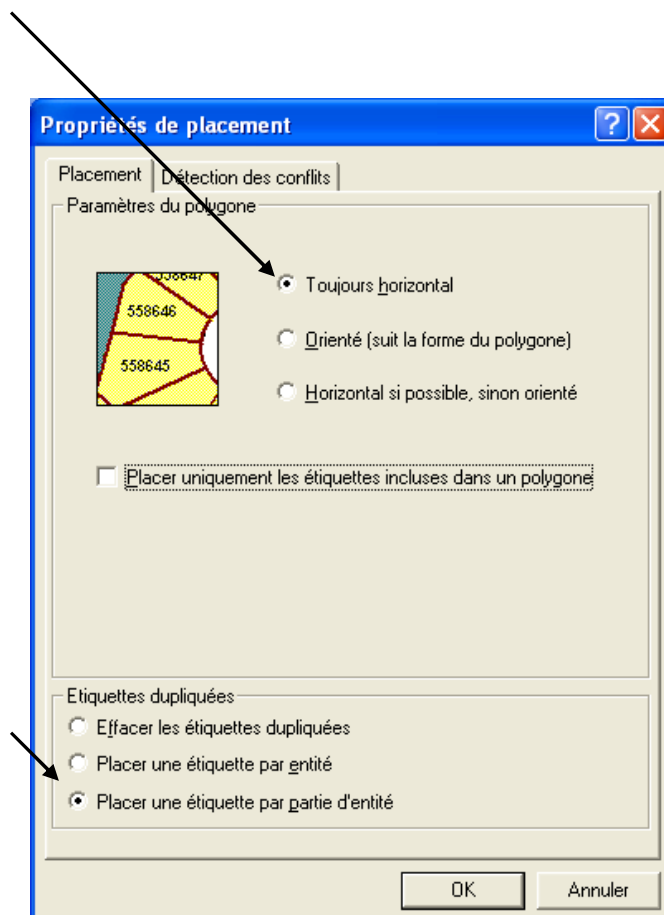 Propriétés de placement
Placement
Détection des conflits
Paramètres du polygone
558647
558646
558645
Toujours horizontal
Orienté (suit la forme du polygone)
Horizontal si possible, sinon orienté
Placer uniquement les étiquettes incluses dans un polygone
Etiquettes dupliquées
Effacer les étiquettes dupliquées
Placer une étiquette par entité
Placer une étiquette par partie d'entité
OK
Annuler